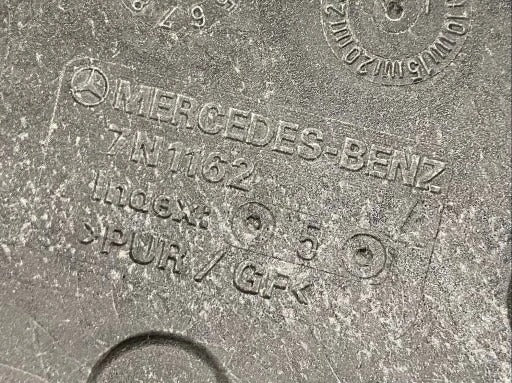 MERCEDES-BENZ
7N1162
Index: 5
>PUR / GF<